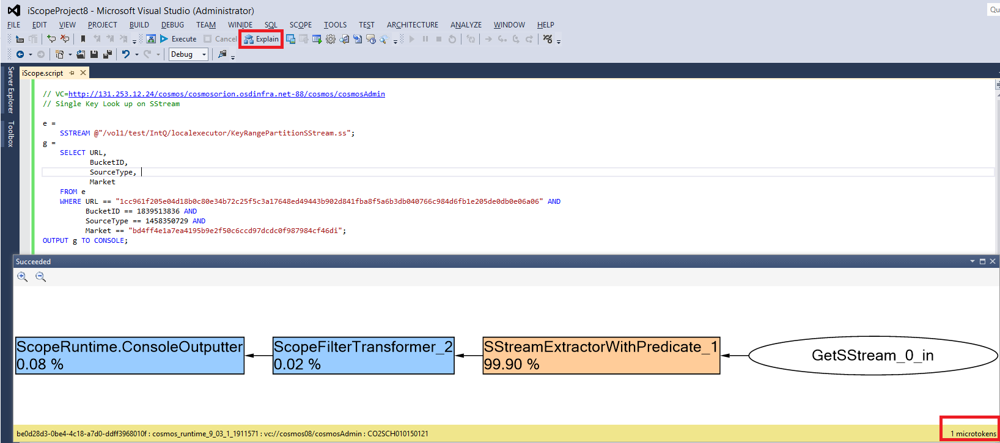 iScopeProject8 - Microsoft Visual Studio (Administrator)
Qu
FILE EDIT VIEW PROJECT BUILD DEBUG TEAM WINIDE SQL SCOPE TOOLS TEST ARCHITECTURE ANALYZE WINDOW HELP
Execute Cancel Explain
Debug
Server Explorer
Toolbox
iScope.script
// VC=http://131.253.12.24/cosmos/cosmosorion.osdinfra.net-88/cosmos/cosmosAdmin
// Single Key Look up on SStream
e =
SSTREAM @"/vol1/test/IntQ/localexecutor/KeyRangePartitionSStream.ss";
g =
SELECT URL,
BucketID,
SourceType,
Market
FROM e
WHERE URL == "1cc961f205e04d18b0c80e34b72c25f5c3a17648ed49443b902d841fba8f5a6b3db040766c984d6fb1e205de0db0e06a06" AND
BucketID == 1839513836 AND
SourceType == 1458350729 AND
Market == "bd4ff4e1a7ea4195b9e2f50c6ccd97dcdc0f987984cf46di";
OUTPUT g TO CONSOLE;
Succeeded
ScopeRuntime.ConsoleOutputter
0.08 %
ScopeFilterTransformer_2
0.02 %
SStreamExtractorWithPredicate_1
99.90 %
GetSStream_0_in
be0d28d3-0be4-4c18-a7d0-ddff3968010f : cosmos_runtime_9_03_1_1911571 : vc://cosmos08/cosmosAdmin : CO2SCH010150121
1 microtokens